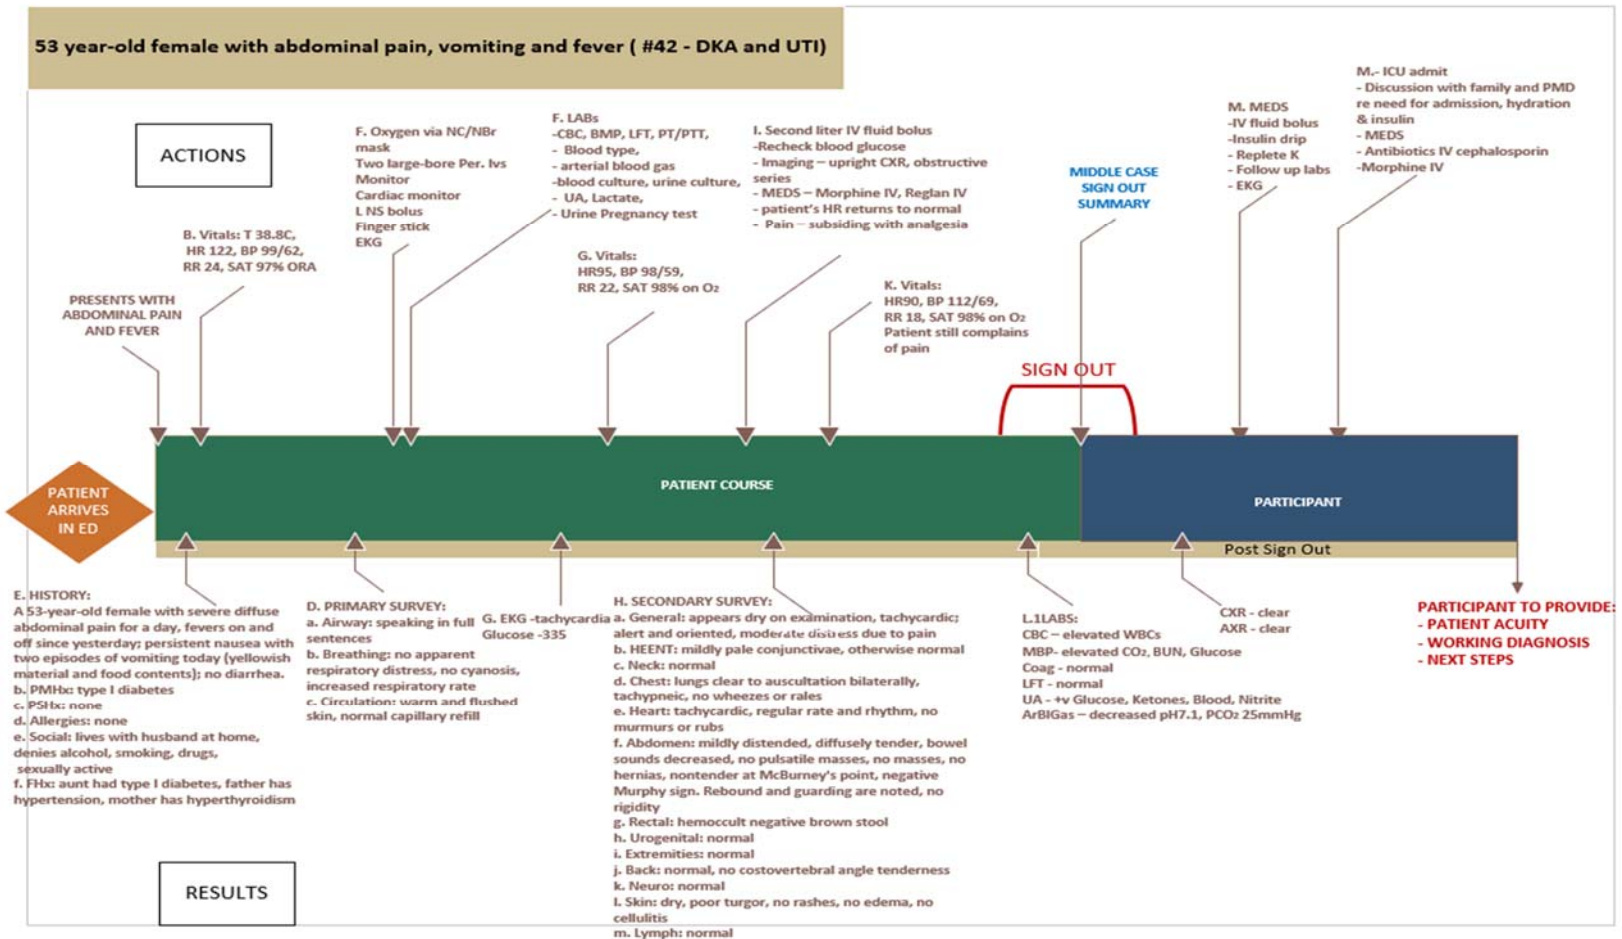 53 year-old female with abdominal pain, vomiting and fever ( #42 - DKA and UTI)
ACTIONS
PRESENTS WITH
ABDOMINAL PAIN
AND FEVER
B. Vitals: T 38.8C,
HR 122, BP 99/62,
RR 24, SAT 97% ORA
F. Oxygen via NC/NBr
mask
Two large-bore Per. Ivs
Monitor
Cardiac monitor
L NS bolus
Finger stick
EKG
F. LABs
-CBC, BMP, LFT, PT/PTT,
- Blood type,
- arterial blood gas
-blood culture, urine culture,
- UA, Lactate,
- Urine Pregnancy test
G. Vitals:
HR95, BP 98/59,
RR 22, SAT 98% on O₂
I. Second liter IV fluid bolus
-Recheck blood glucose
- Imaging – upright CXR, obstructive
series
- MEDS – Morphine IV, Reglan IV
- patient's HR returns to normal
- Pain – subsiding with analgesia
K. Vitals:
HR90, BP 112/69,
RR 18, SAT 98% on O₂
Patient still complains
of pain
MIDDLE CASE
SIGN OUT
SUMMARY
SIGN OUT
M. MEDS
-IV fluid bolus
-Insulin drip
- Replete K
- Follow up labs
- EKG
M.- ICU admit
- Discussion with family and PMD
re need for admission, hydration
& insulin
- MEDS
- Antibiotics IV cephalosporin
-Morphine IV
PATIENT
ARRIVES
IN ED
PATIENT COURSE
PARTICIPANT
Post Sign Out
E. HISTORY:
A 53-year-old female with severe diffuse
abdominal pain for a day, fevers on and
off since yesterday; persistent nausea with
two episodes of vomiting today (yellowish
material and food contents); no diarrhea.
b. PMHx: type I diabetes
c. PSHx: none
d. Allergies: none
e. Social: lives with husband at home,
denies alcohol, smoking, drugs,
sexually active
f. FHx: aunt had type I diabetes, father has
hypertension, mother has hyperthyroidism
D. PRIMARY SURVEY:
a. Airway: speaking in full
sentences
b. Breathing: no apparent
respiratory distress, no cyanosis,
increased respiratory rate
c. Circulation: warm and flushed
skin, normal capillary refill
G. EKG -tachycardia
Glucose -335
H. SECONDARY SURVEY:
a. General: appears dry on examination, tachycardic;
alert and oriented, moderate distress due to pain
b. HEENT: mildly pale conjunctivae, otherwise normal
c. Neck: normal
d. Chest: lungs clear to auscultation bilaterally,
tachypneic, no wheezes or rales
e. Heart: tachycardic, regular rate and rhythm, no
murmurs or rubs
f. Abdomen: mildly distended, diffusely tender, bowel
sounds decreased, no pulsatile masses, no masses, no
hernias, nontender at McBurney's point, negative
Murphy sign. Rebound and guarding are noted, no
rigidity
g. Rectal: hemoccult negative brown stool
h. Urogenital: normal
i. Extremities: normal
j. Back: normal, no costovertebral angle tenderness
k. Neuro: normal
l. Skin: dry, poor turgor, no rashes, no edema, no
cellulitis
m. Lymph: normal
L.1LABS:
CBC – elevated WBCs
MBP- elevated CO₂, BUN, Glucose
Coag - normal
LFT - normal
UA - +v Glucose, Ketones, Blood, Nitrite
ArBlGas – decreased pH7.1, PCO₂ 25mmHg
CXR - clear
AXR - clear
PARTICIPANT TO PROVIDE:
- PATIENT ACUITY
- WORKING DIAGNOSIS
- NEXT STEPS
RESULTS